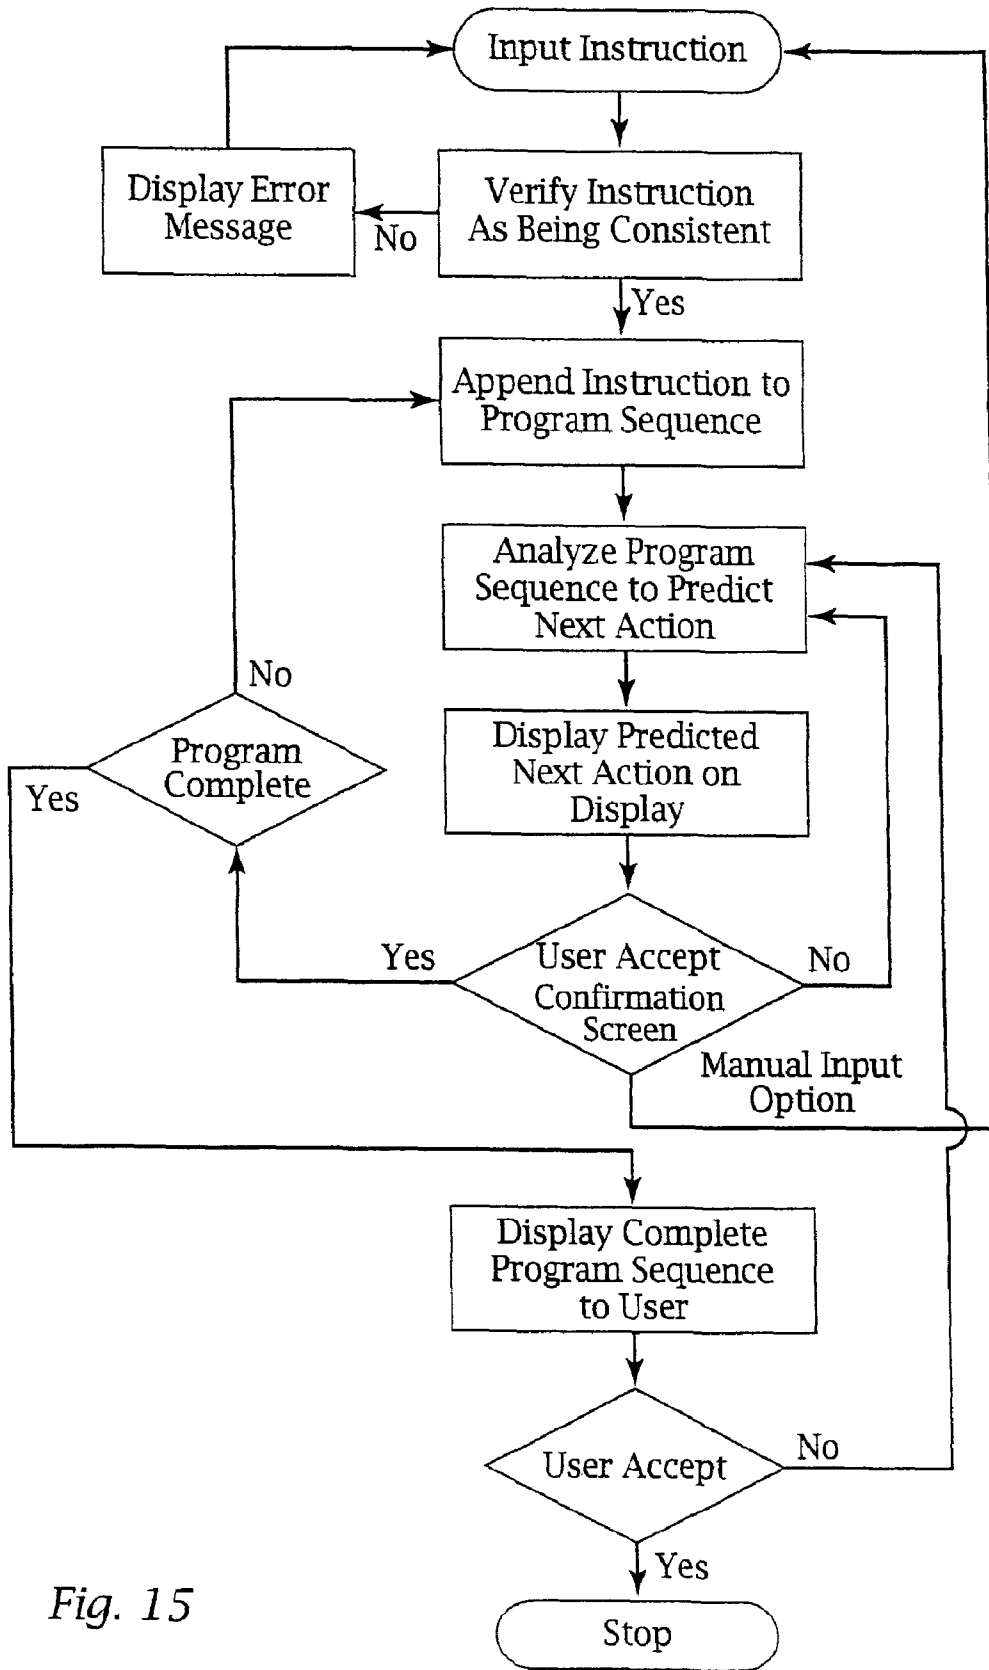 Input Instruction
Display Error
Message
Verify Instruction
As Being Consistent
No
Yes
Append Instruction to
Program Sequence
Analyze Program
Sequence to Predict
Next Action
No
Program
Complete
Yes
Display Predicted
Next Action on
Display
Yes
User Accept
Confirmation
Screen
No
Manual Input
Option
Display Complete
Program Sequence
to User
User Accept
No
Yes
Stop
Fig. 15